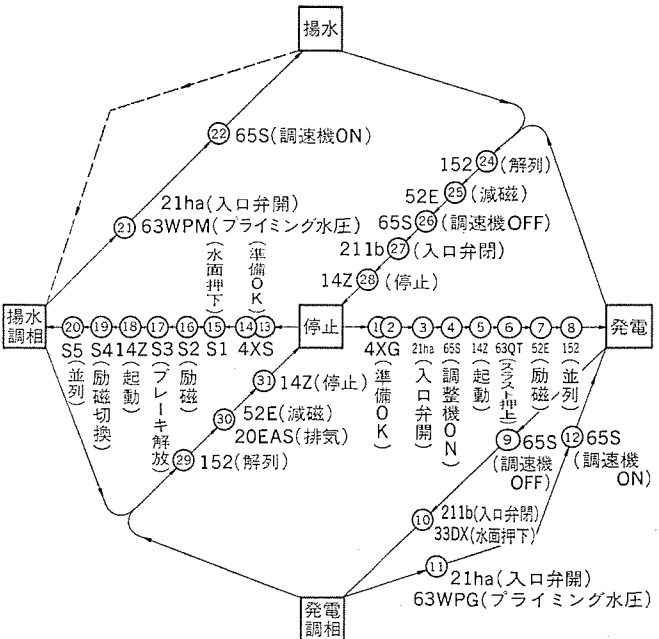 揚水
㉒ 65S(調速機ON)
152 ㉔ (解列)
52E ㉕ (減磁)
21ha(入口弁開)
65S ㉖ (調速機OFF)
㉑ 63WPM(プライミング水圧)
211b ㉗ (入口弁閉)
(水面押下)
(準備OK)
14Z ㉘ (停止)
揚水
調相
⑳ ⑲ ⑱ ⑰ ⑯ ⑮ ⑭ ⑬
S5 S4 14Z S3 S2 S1 4XS
(並列)
(励磁切換)
(起動)
(ブレーキ解放)
(励磁)
停止
① ② ③ ④ ⑤ ⑥ ⑦ ⑧
4XG 21ha 65S 14Z 63QT 52E 152
(準備OK)
(入口弁開)
(調整機ON)
(起動)
(スラスト押上)
(励磁)
(並列)
発電
㉛ 14Z(停止)
㉚ 52E(減磁)
20EAS(排気)
㉙ 152(解列)
⑨ 65S
(調速機
OFF)
⑫ 65S
(調速機
ON)
⑩ 211b(入口弁閉)
33DX(水面押下)
⑪
21ha(入口弁開)
63WPG(プライミング水圧)
発電
調相